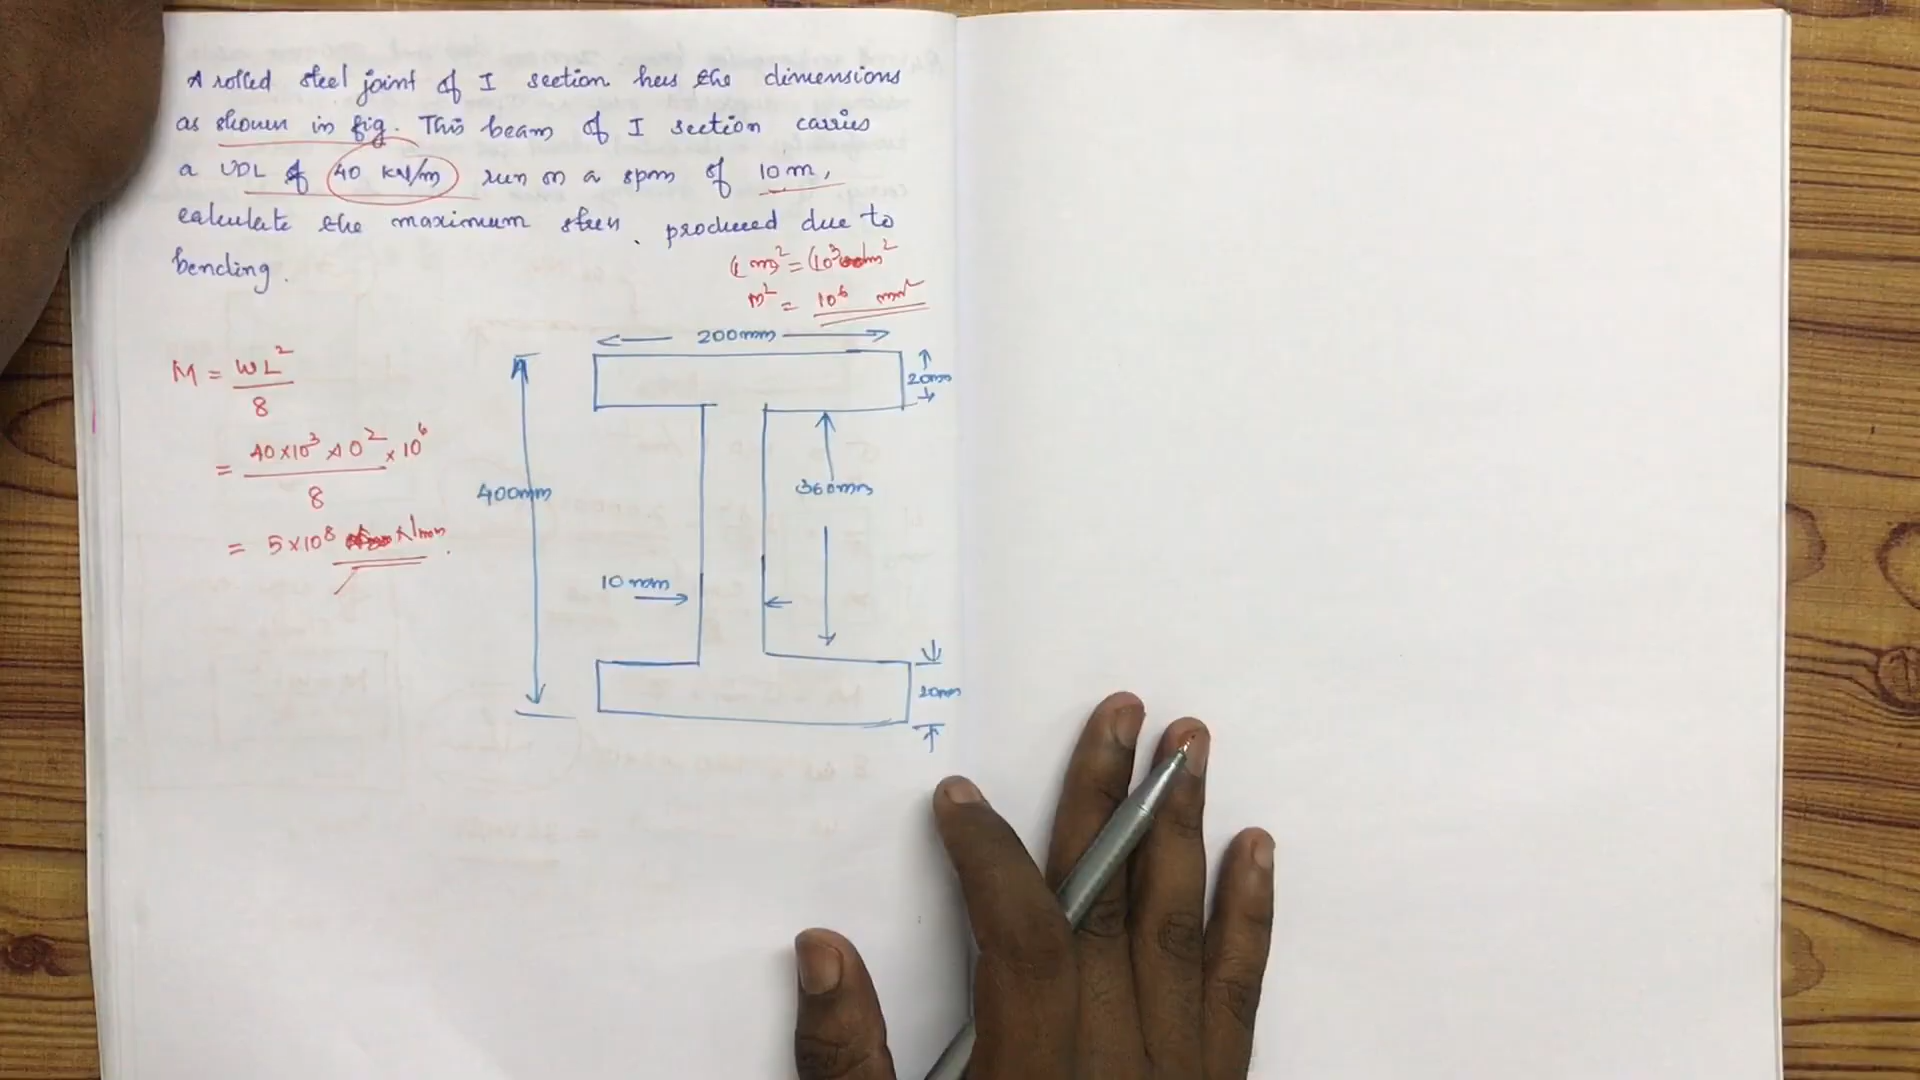 A rolled steel joint of I section has the dimensions
as shown in fig. This beam of I section carries
a UDL of 40 kN/m run on a span of 10m,
calculate the maximum stress produced due to
bending.
(1 m)² = (10³ mm)²
m² = 10⁶ mm²
200mm
20mm
M = WL²
8
= 40×10³ × 10² × 10⁶
8
= 5×10⁸ N/mm
400mm
360mm
10mm
20mm